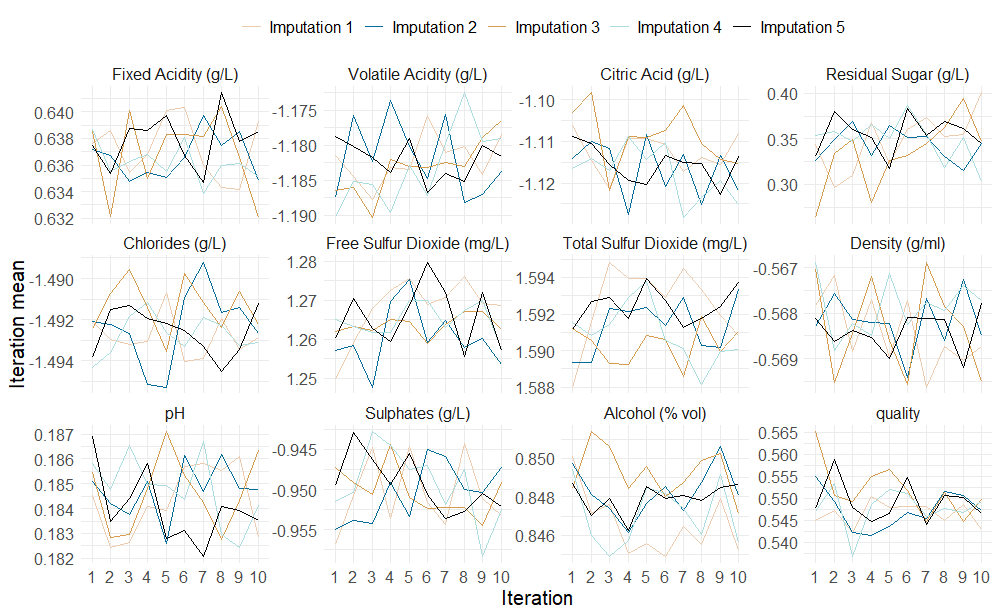 Imputation 1 Imputation 2 Imputation 3 Imputation 4 Imputation 5
Fixed Acidity (g/L) Volatile Acidity (g/L) Citric Acid (g/L) Residual Sugar (g/L)
0.640 0.638 0.636 0.634 0.632
-1.175 -1.180 -1.185 -1.190
-1.10 -1.11 -1.12
0.40 0.35 0.30
Chlorides (g/L) Free Sulfur Dioxide (mg/L) Total Sulfur Dioxide (mg/L) Density (g/ml)
-1.490 -1.492 -1.494
1.28 1.27 1.26 1.25
1.594 1.592 1.590 1.588
-0.567 -0.568 -0.569
pH Sulphates (g/L) Alcohol (% vol) quality
0.187 0.186 0.185 0.184 0.183 0.182
-0.945 -0.950 -0.955
0.850 0.848 0.846
0.565 0.560 0.555 0.550 0.545 0.540
1 2 3 4 5 6 7 8 9 10 1 2 3 4 5 6 7 8 9 10 1 2 3 4 5 6 7 8 9 10 1 2 3 4 5 6 7 8 9 10
Iteration
Iteration mean